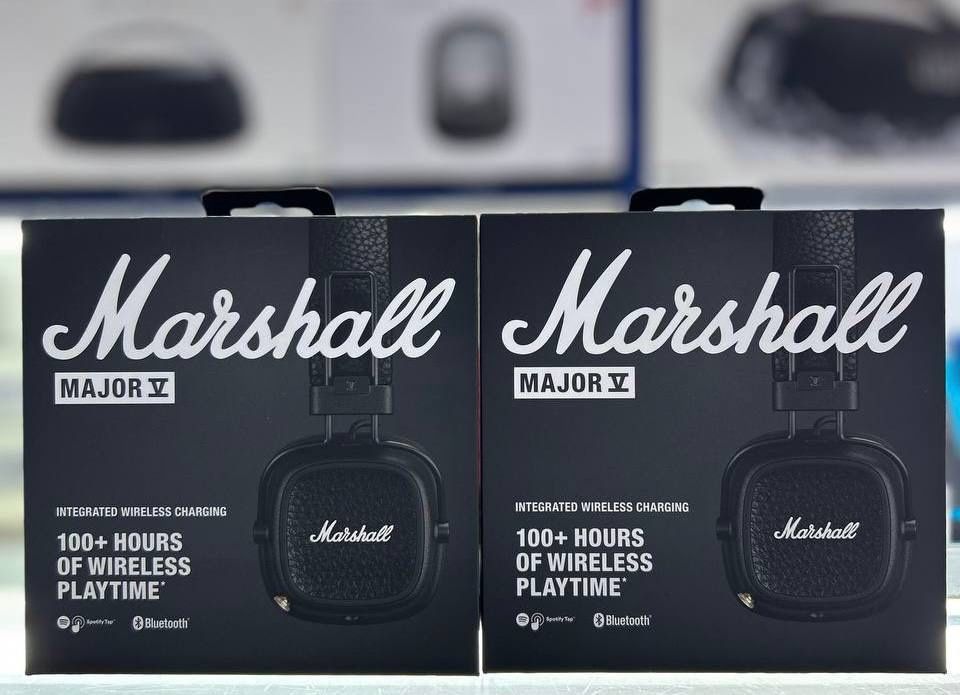 Marshall
MAJOR V
INTEGRATED WIRELESS CHARGING
100+ HOURS
OF WIRELESS
PLAYTIME*
Spotify Tap
Bluetooth®
Marshall
Marshall
MAJOR V
INTEGRATED WIRELESS CHARGING
100+ HOURS
OF WIRELESS
PLAYTIME*
Spotify Tap
Bluetooth®
Marshall